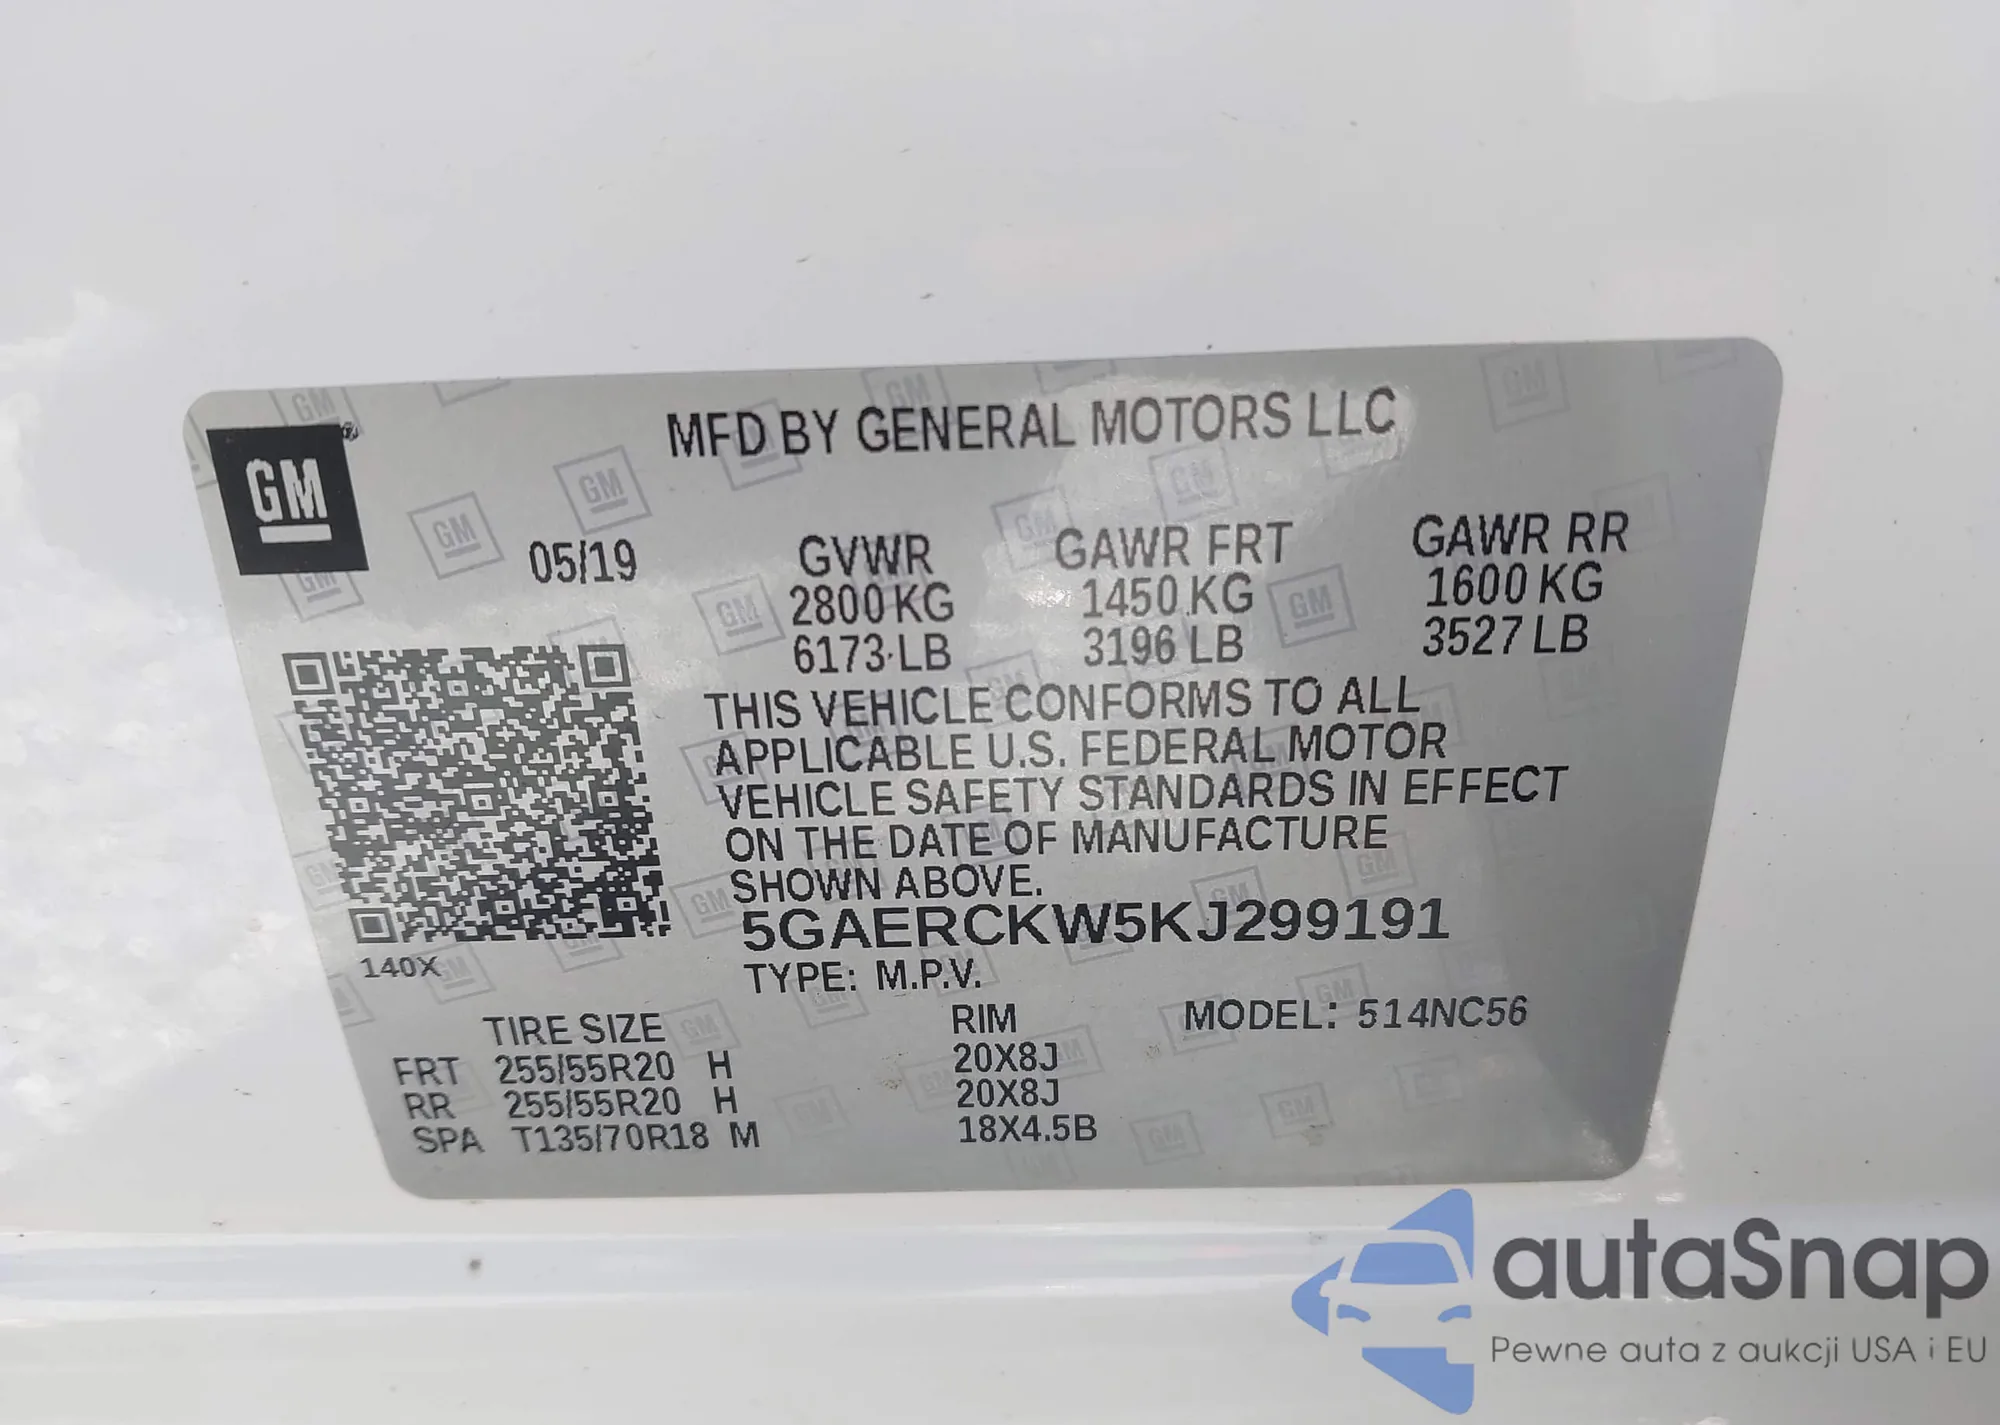 MFD BY GENERAL MOTORS LLC
GM
05/19 GVWR GAWR FRT GAWR RR
2800 KG 1450 KG 1600 KG
6173 LB 3196 LB 3527 LB
THIS VEHICLE CONFORMS TO ALL
APPLICABLE U.S. FEDERAL MOTOR
VEHICLE SAFETY STANDARDS IN EFFECT
ON THE DATE OF MANUFACTURE
SHOWN ABOVE.
5GAERCKW5KJ299191
140X
TYPE: M.P.V.
TIRE SIZE RIM MODEL: 514NC56
FRT 255/55R20 H 20X8J
RR 255/55R20 H 20X8J
SPA T135/70R18 M 18X4.5B
autaSnap
Pewne auta z aukcji USA i EU